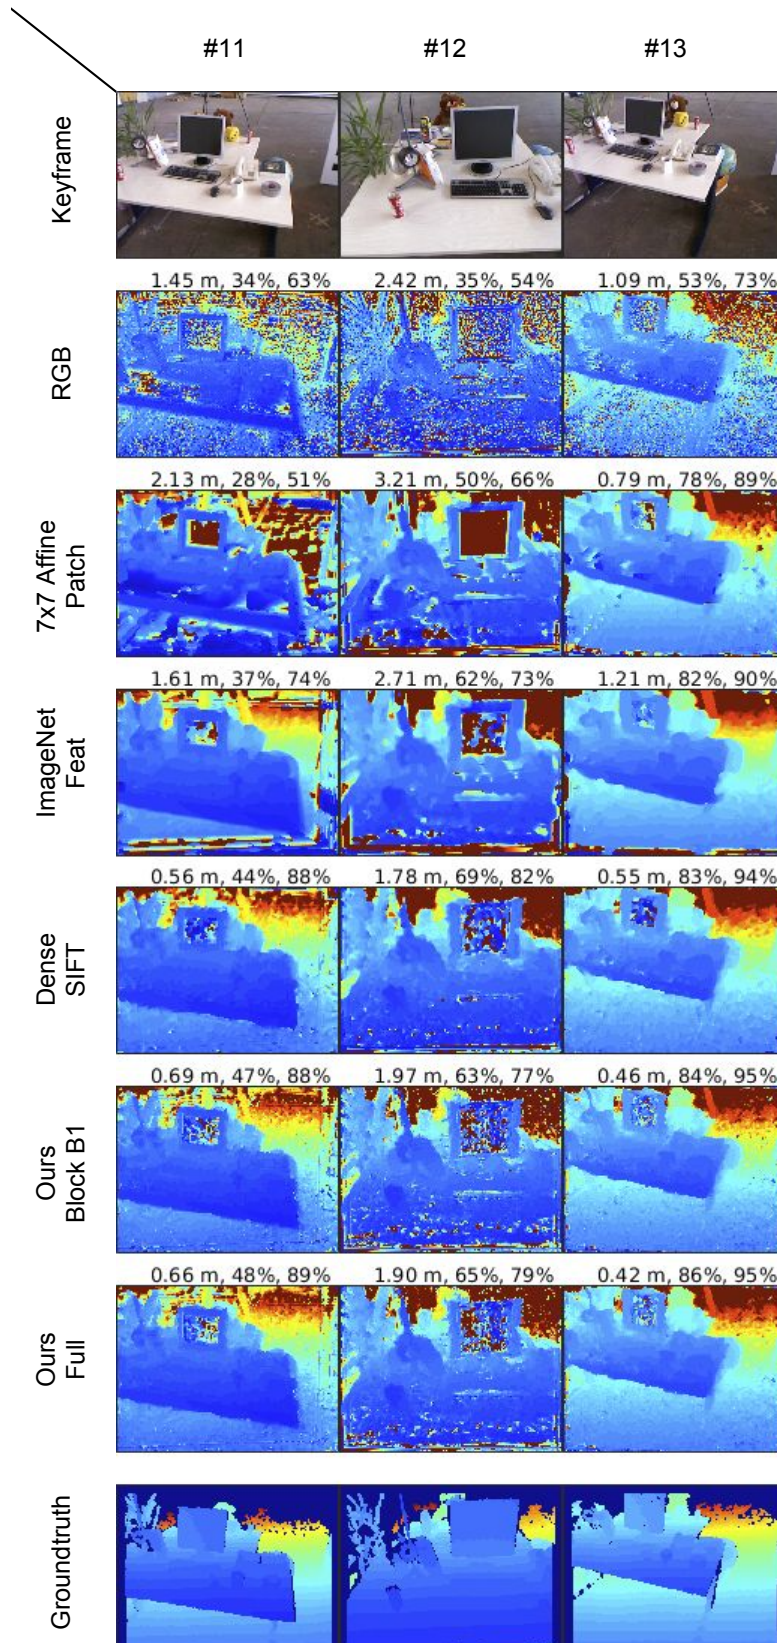 #11 #12 #13
Keyframe
1.45 m, 34%, 63% 2.42 m, 35%, 54% 1.09 m, 53%, 73%
RGB
2.13 m, 28%, 51% 3.21 m, 50%, 66% 0.79 m, 78%, 89%
7x7 Affine
Patch
1.61 m, 37%, 74% 2.71 m, 62%, 73% 1.21 m, 82%, 90%
ImageNet
Feat
0.56 m, 44%, 88% 1.78 m, 69%, 82% 0.55 m, 83%, 94%
Dense
SIFT
0.69 m, 47%, 88% 1.97 m, 63%, 77% 0.46 m, 84%, 95%
Ours
Block B1
0.66 m, 48%, 89% 1.90 m, 65%, 79% 0.42 m, 86%, 95%
Ours
Full
Groundtruth